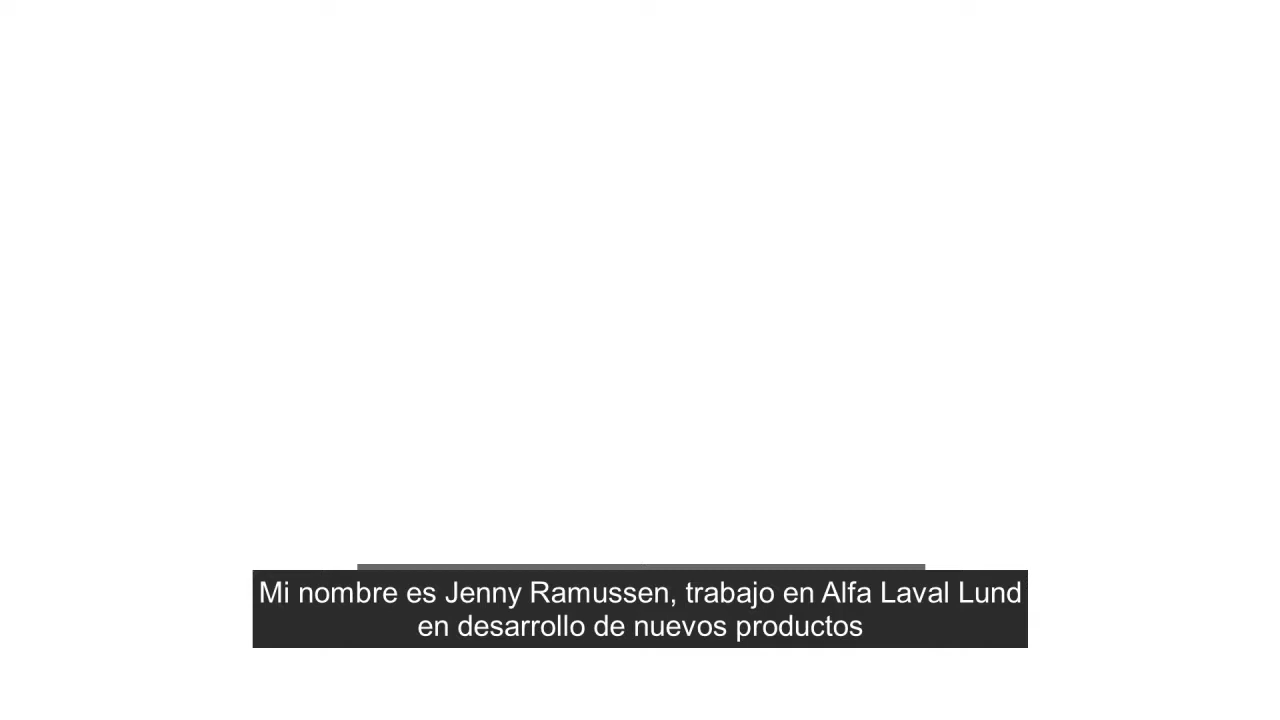 Mi nombre es Jenny Ramussen, trabajo en Alfa Laval Lund
en desarrollo de nuevos productos